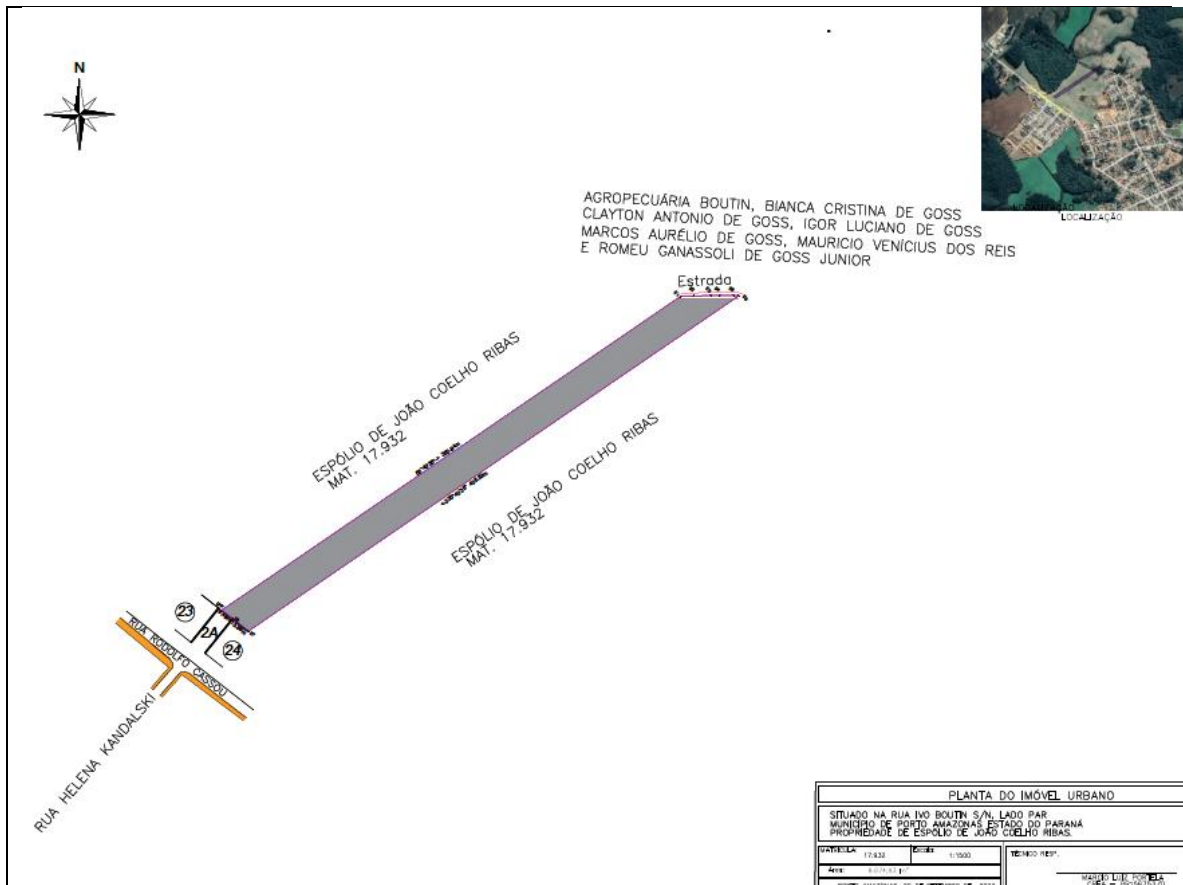 N
LOCALIZAÇÃO
AGROPECUÁRIA BOUTIN, BIANCA CRISTINA DE GOSS
CLAYTON ANTONIO DE GOSS, IGOR LUCIANO DE GOSS
MARCOS AURÉLIO DE GOSS, MAURICIO VENÍCIUS DOS REIS
E ROMEU GANASSOLI DE GOSS JUNIOR
Estrada
ESPÓLIO DE JOÃO COELHO RIBAS
MAT. 17.932
ESPÓLIO DE JOÃO COELHO RIBAS
MAT. 17.932
23
2A
24
RUA RODOLFO CASSOU
RUA HELENA KANDALSKI
PLANTA DO IMÓVEL URBANO
SITUADO NA RUA IVO BOUTIN S/N, LADO PAR
MUNICÍPIO DE PORTO AMAZONAS ESTADO DO PARANÁ
PROPRIEDADE DE ESPÓLIO DE JOÃO COELHO RIBAS.
MATRÍCULA: 17.932
Escala: 1:1500
TÉCNICO RESP.
Área:
MARCIO LUIZ PORTELA